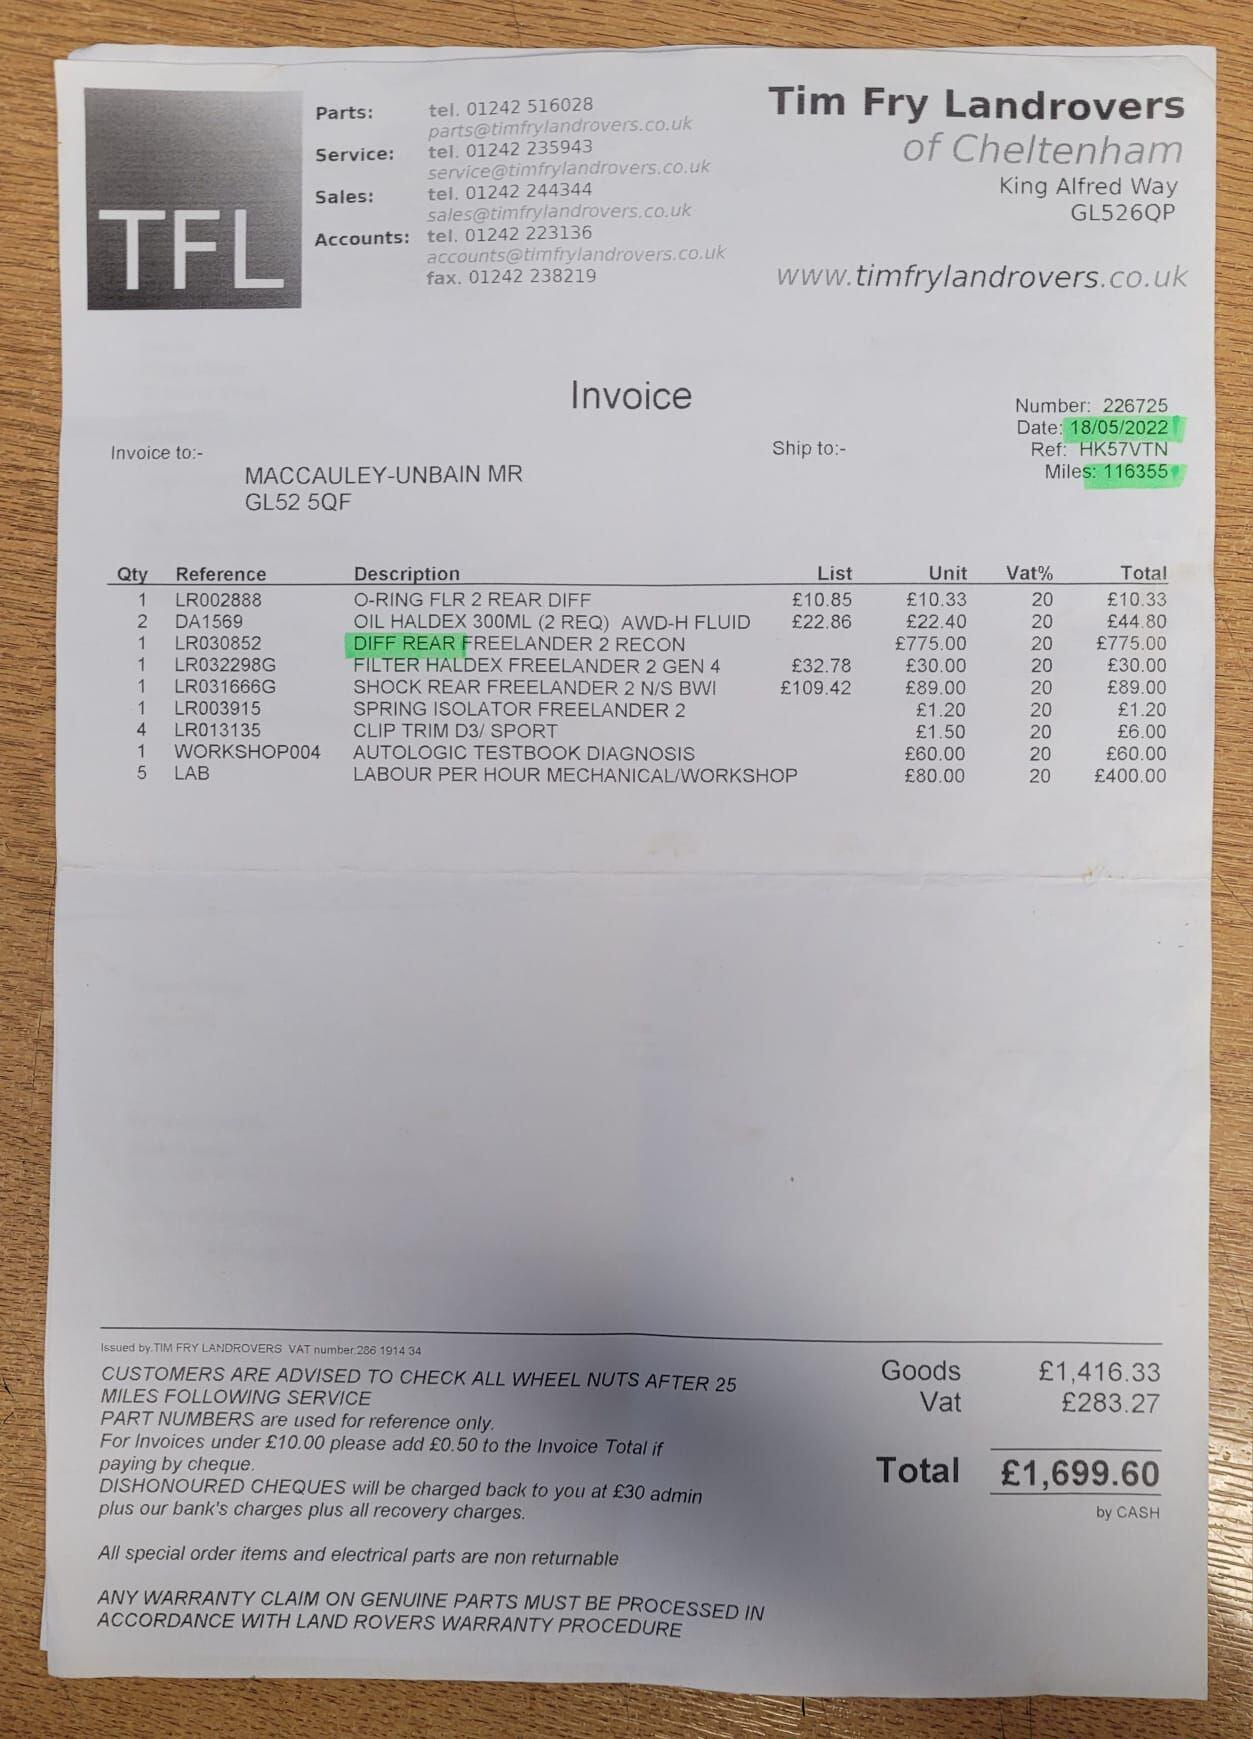 TFL
Parts: tel. 01242 516028
parts@timfrylandrovers.co.uk
Service: tel. 01242 235943
service@timfrylandrovers.co.uk
Sales: tel. 01242 244344
sales@timfrylandrovers.co.uk
Accounts: tel. 01242 223136
accounts@timfrylandrovers.co.uk
fax. 01242 238219
Tim Fry Landrovers
of Cheltenham
King Alfred Way
GL526QP
www.timfrylandrovers.co.uk
Invoice
Number: 226725
Date: 18/05/2022
Ref: HK57VTN
Miles: 116355
Invoice to:-
MACCAULEY-UNBAIN MR
GL52 5QF
Ship to:-
Qty Reference Description List Unit Vat% Total
1 LR002888 O-RING FLR 2 REAR DIFF £10.85 £10.33 20 £10.33
2 DA1569 OIL HALDEX 300ML (2 REQ) AWD-H FLUID £22.86 £22.40 20 £44.80
1 LR030852 DIFF REAR FREELANDER 2 RECON £775.00 20 £775.00
1 LR032298G FILTER HALDEX FREELANDER 2 GEN 4 £32.78 £30.00 20 £30.00
1 LR031666G SHOCK REAR FREELANDER 2 N/S BWI £109.42 £89.00 20 £89.00
1 LR003915 SPRING ISOLATOR FREELANDER 2 £1.20 20 £1.20
4 LR013135 CLIP TRIM D3/ SPORT £1.50 20 £6.00
1 WORKSHOP004 AUTOLOGIC TESTBOOK DIAGNOSIS £60.00 20 £60.00
5 LAB LABOUR PER HOUR MECHANICAL/WORKSHOP £80.00 20 £400.00
Issued by.TIM FRY LANDROVERS VAT number.286 1914 34
CUSTOMERS ARE ADVISED TO CHECK ALL WHEEL NUTS AFTER 25
MILES FOLLOWING SERVICE
PART NUMBERS are used for reference only.
For Invoices under £10.00 please add £0.50 to the Invoice Total if
paying by cheque.
DISHONOURED CHEQUES will be charged back to you at £30 admin
plus our bank's charges plus all recovery charges.
All special order items and electrical parts are non returnable
ANY WARRANTY CLAIM ON GENUINE PARTS MUST BE PROCESSED IN
ACCORDANCE WITH LAND ROVERS WARRANTY PROCEDURE
Goods £1,416.33
Vat £283.27
Total £1,699.60
by CASH